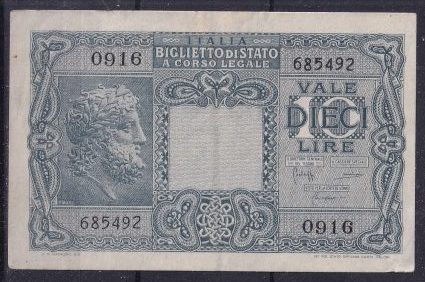 ITALIA
0916
BIGLIETTO DI STATO
A CORSO LEGALE
685492
VALE
10
DIECI
LIRE
685492
0916